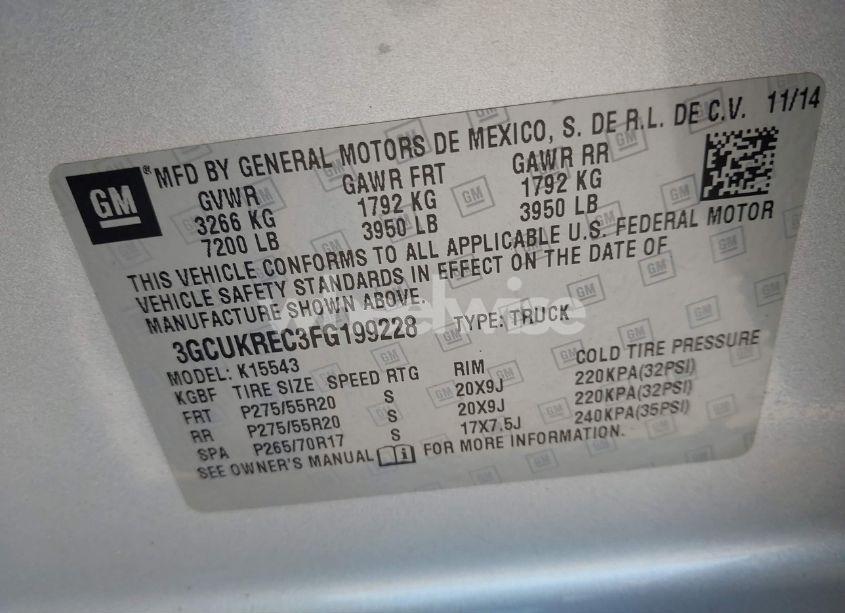 GM
® MFD BY GENERAL MOTORS DE MEXICO, S. DE R.L. DE C.V. 11/14
GVWR GAWR FRT GAWR RR
3266 KG 1792 KG 1792 KG
7200 LB 3950 LB 3950 LB
THIS VEHICLE CONFORMS TO ALL APPLICABLE U.S. FEDERAL MOTOR
VEHICLE SAFETY STANDARDS IN EFFECT ON THE DATE OF
MANUFACTURE SHOWN ABOVE.
3GCUKREC3FG199228 TYPE: TRUCK
MODEL: K15543
KGBF TIRE SIZE SPEED RTG RIM COLD TIRE PRESSURE
FRT P275/55R20 S 20X9J 220KPA(32PSI)
RR P275/55R20 S 20X9J 220KPA(32PSI)
SPA P265/70R17 S 17X7.5J 240KPA(35PSI)
SEE OWNER'S MANUAL FOR MORE INFORMATION.
wheelwise